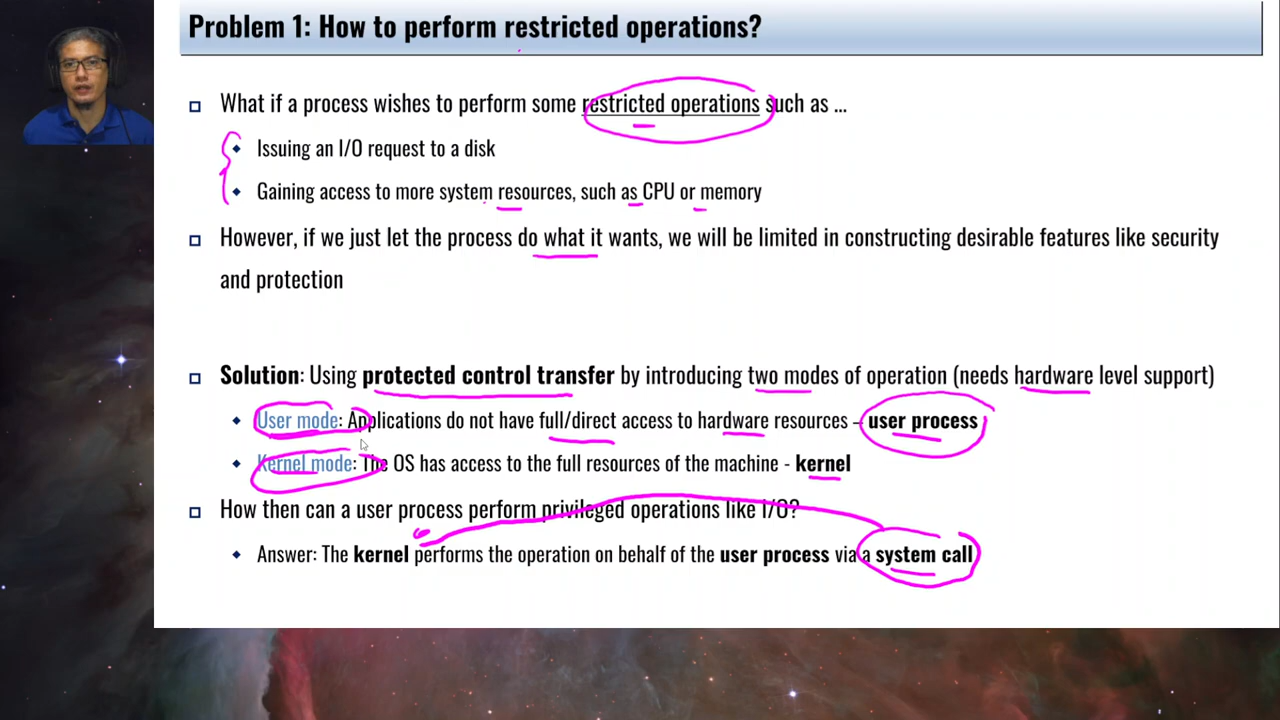 Problem 1: How to perform restricted operations?
What if a process wishes to perform some restricted operations such as ...
Issuing an I/O request to a disk
Gaining access to more system resources, such as CPU or memory
However, if we just let the process do what it wants, we will be limited in constructing desirable features like security
and protection
Solution: Using protected control transfer by introducing two modes of operation (needs hardware level support)
User mode: Applications do not have full/direct access to hardware resources – user process
Kernel mode: The OS has access to the full resources of the machine - kernel
How then can a user process perform privileged operations like I/O?
Answer: The kernel performs the operation on behalf of the user process via a system call